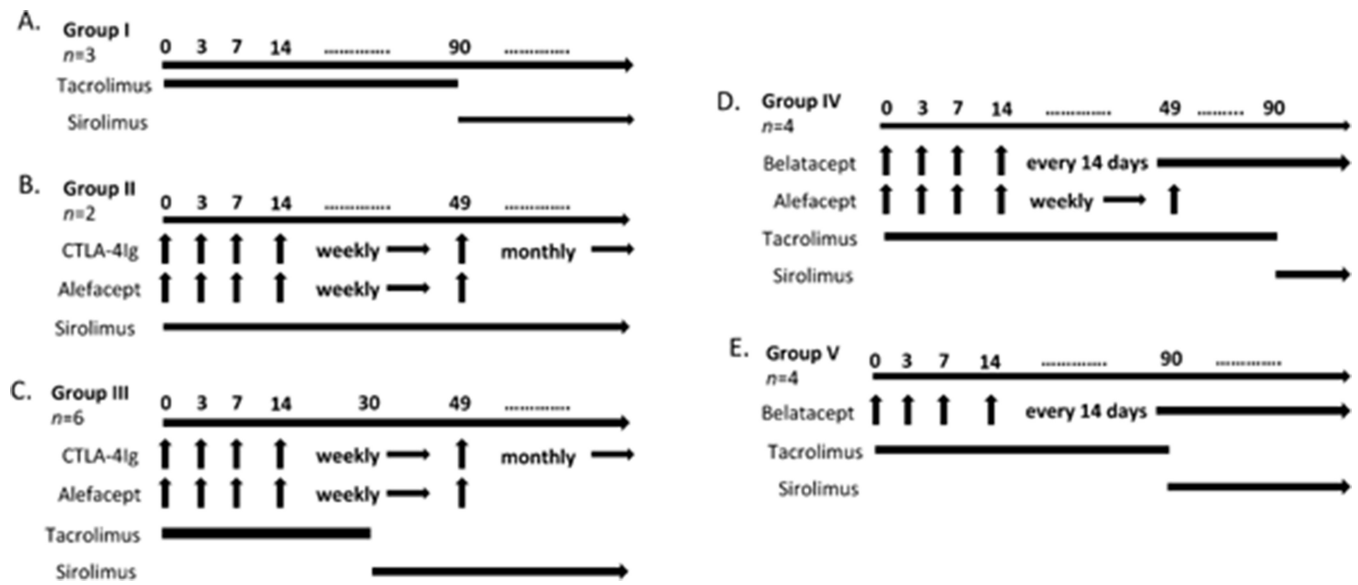 A. Group I
n=3
0 3 7 14 ............. 90 .............
Tacrolimus
Sirolimus
B. Group II
n=2
0 3 7 14 ............. 49 .............
CTLA-4Ig weekly monthly
Alefacept weekly
Sirolimus
C. Group III
n=6
0 3 7 14 30 49 .............
CTLA-4Ig weekly monthly
Alefacept weekly
Tacrolimus
Sirolimus
D. Group IV
n=4
0 3 7 14 ............. 49 ......... 90
Belatacept every 14 days
Alefacept weekly
Tacrolimus
Sirolimus
E. Group V
n=4
0 3 7 14 ............. 90 .............
Belatacept every 14 days
Tacrolimus
Sirolimus